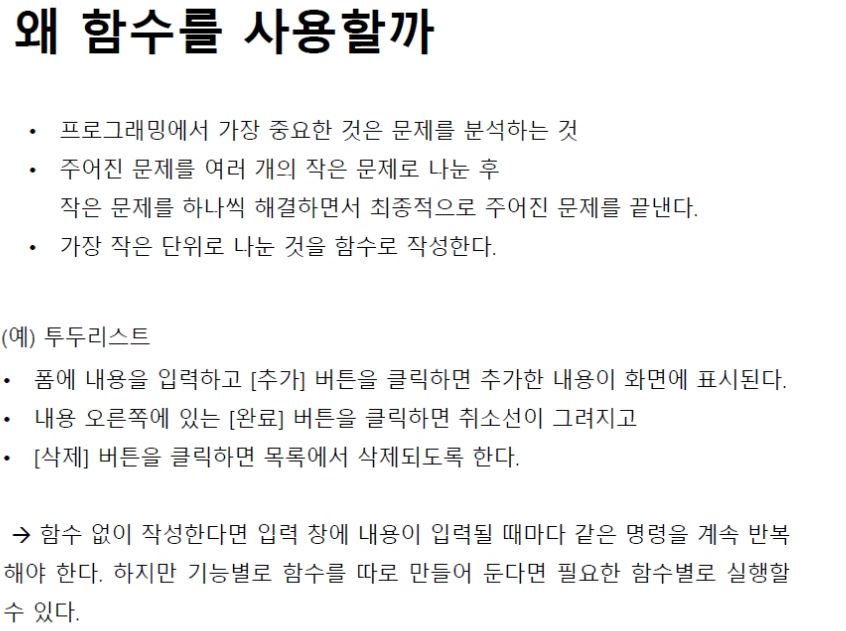 왜 함수를 사용할까
• 프로그래밍에서 가장 중요한 것은 문제를 분석하는 것
• 주어진 문제를 여러 개의 작은 문제로 나눈 후
작은 문제를 하나씩 해결하면서 최종적으로 주어진 문제를 끝낸다.
• 가장 작은 단위로 나눈 것을 함수로 작성한다.
(예) 투두리스트
• 폼에 내용을 입력하고 [추가] 버튼을 클릭하면 추가한 내용이 화면에 표시된다.
• 내용 오른쪽에 있는 [완료] 버튼을 클릭하면 취소선이 그려지고
• [삭제] 버튼을 클릭하면 목록에서 삭제되도록 한다.
→ 함수 없이 작성한다면 입력 창에 내용이 입력될 때마다 같은 명령을 계속 반복
해야 한다. 하지만 기능별로 함수를 따로 만들어 둔다면 필요한 함수별로 실행할
수 있다.